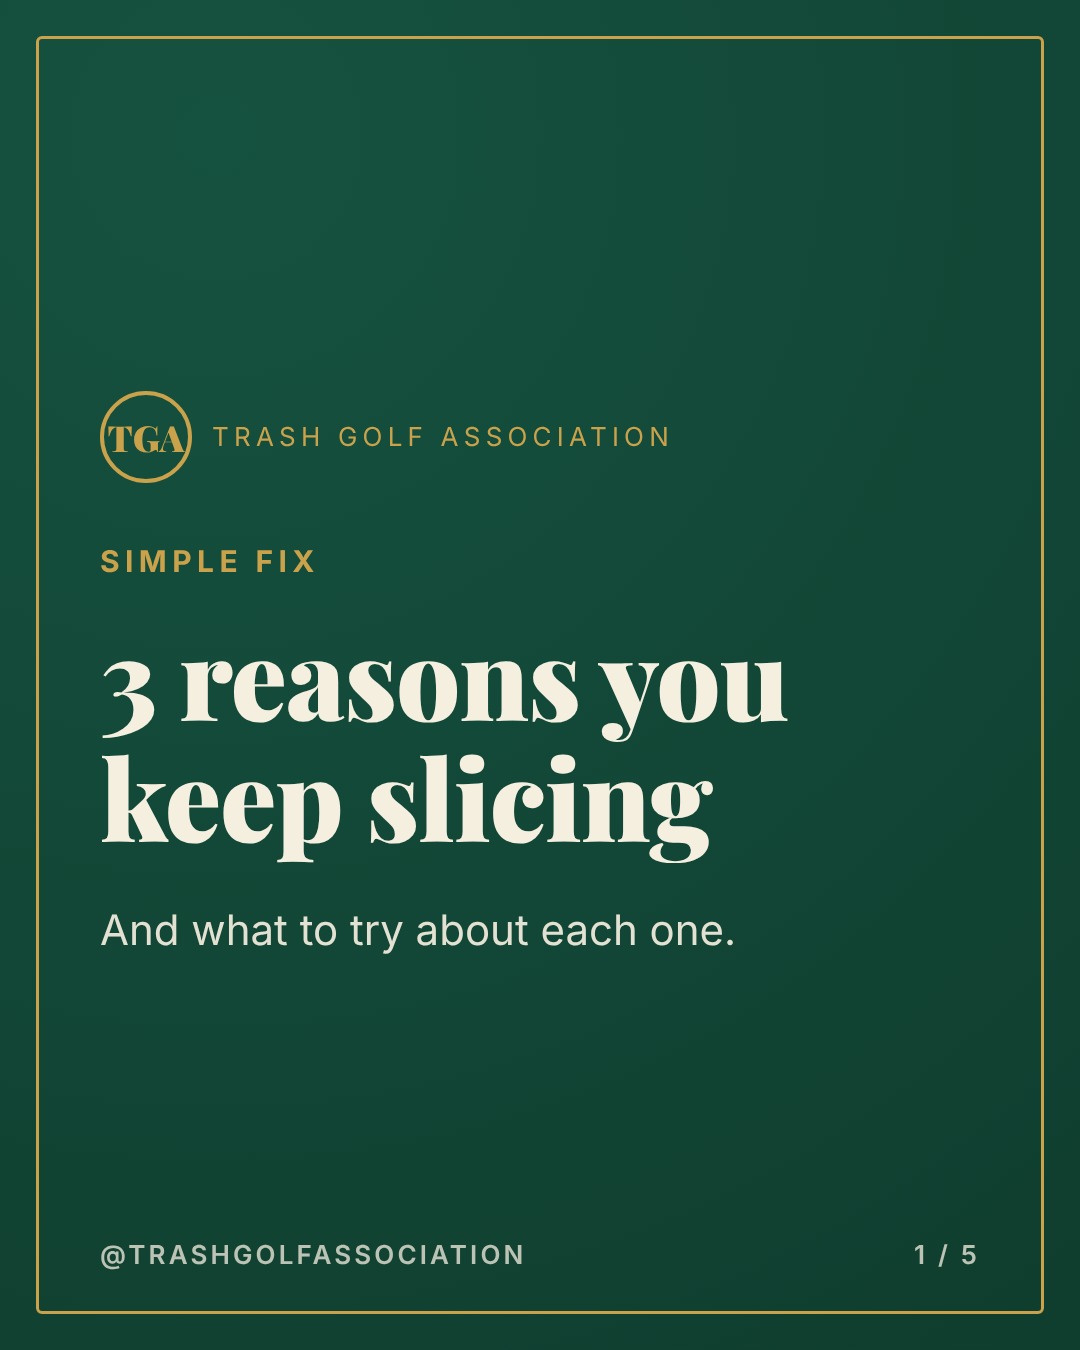 TGA
TRASH GOLF ASSOCIATION
SIMPLE FIX
3 reasons you
keep slicing
And what to try about each one.
@TRASHGOLFASSOCIATION
1 / 5